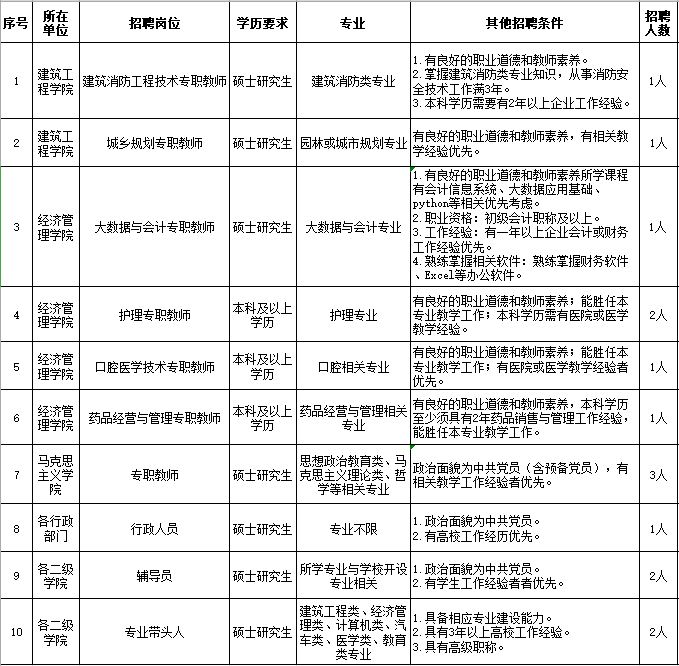 序号
所在
单位
招聘岗位
学历要求
专业
其他招聘条件
招聘
人数
1
建筑工
程学院
建筑消防工程技术专职教师
硕士研究生
建筑消防类专业
1.有良好的职业道德和教师素养。
2.掌握建筑消防类专业知识，从事消防安
全技术工作满3年。
3.本科学历需要有2年以上企业工作经验。
1人
2
建筑工
程学院
城乡规划专职教师
硕士研究生
园林或城市规划专业
有良好的职业道德和教师素养，有相关教
学经验优先。
1人
3
经济管
理学院
大数据与会计专职教师
硕士研究生
大数据与会计专业
1.有良好的职业道德和教师素养所学课程
有会计信息系统、大数据应用基础、
python等相关优先考虑。
2.职业资格：初级会计职称及以上。
3.工作经验：有一年以上企业会计或财务
工作经验优先。
4.熟练掌握相关软件：熟练掌握财务软件
、Excel等办公软件。
1人
4
经济管
理学院
护理专职教师
本科及以上
学历
护理专业
有良好的职业道德和教师素养；能胜任本
专业教学工作；本科学历需有医院或医学
教学经验。
2人
5
经济管
理学院
口腔医学技术专职教师
本科及以上
学历
口腔相关专业
有良好的职业道德和教师素养；能胜任本
专业教学工作；有医院或医学教学经验者
优先。
1人
6
经济管
理学院
药品经营与管理专职教师
本科及以上
学历
药品经营与管理相关
专业
有良好的职业道德和教师素养，本科学历
至少须具有2年药品销售与管理工作经验，
能胜任本专业教学工作。
1人
7
马克思
主义学
院
专职教师
硕士研究生
思想政治教育类、马
克思主义理论类、哲
学等相关专业
政治面貌为中共党员（含预备党员），有
相关教学工作经验者优先。
3人
8
各行政
部门
行政人员
硕士研究生
专业不限
1.政治面貌为中共党员。
2.有高校工作经历优先。
1人
9
各二级
学院
辅导员
硕士研究生
所学专业与学校开设
专业相关
1.政治面貌为中共党员。
2.有学生工作经验者者优先。
2人
10
各二级
学院
专业带头人
硕士研究生
建筑工程类、经济管
理类、计算机类、汽
车类、医学类、教育
类专业
1.具备相应专业建设能力。
2.具有3年以上高校工作经验。
3.具有高级职称。
2人